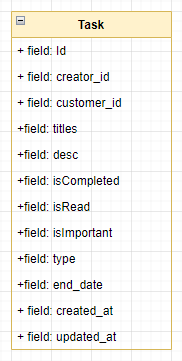 Task
+ field: Id
+ field: creator_id
+ field: customer_id
+field: titles
+field: desc
+field: isCompleted
+field: isRead
+field: isImportant
+field: type
+field: end_date
+ field: created_at
+ field: updated_at